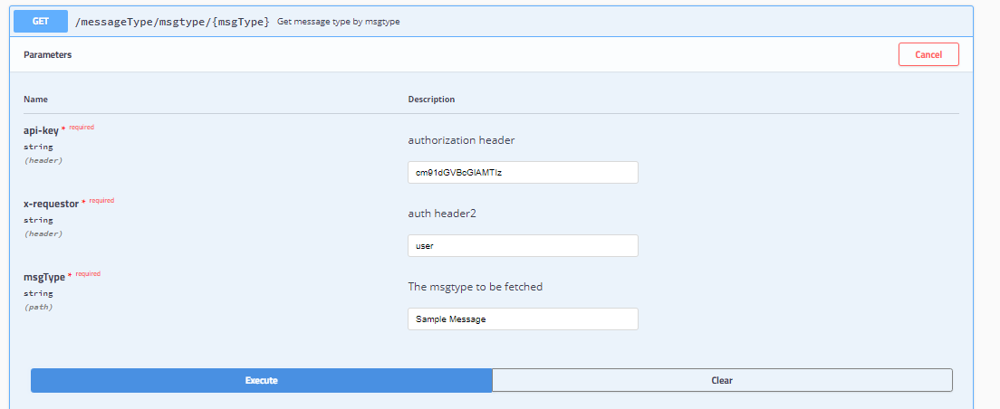 GET /messageType/msgtype/{msgType} Get message type by msgtype
Parameters Cancel
Name Description
api-key * required
string
(header)
authorization header
cm91dGVBcGlAMTIz
x-requestor * required
string
(header)
auth header2
user
msgType * required
string
(path)
The msgtype to be fetched
Sample Message
Execute Clear